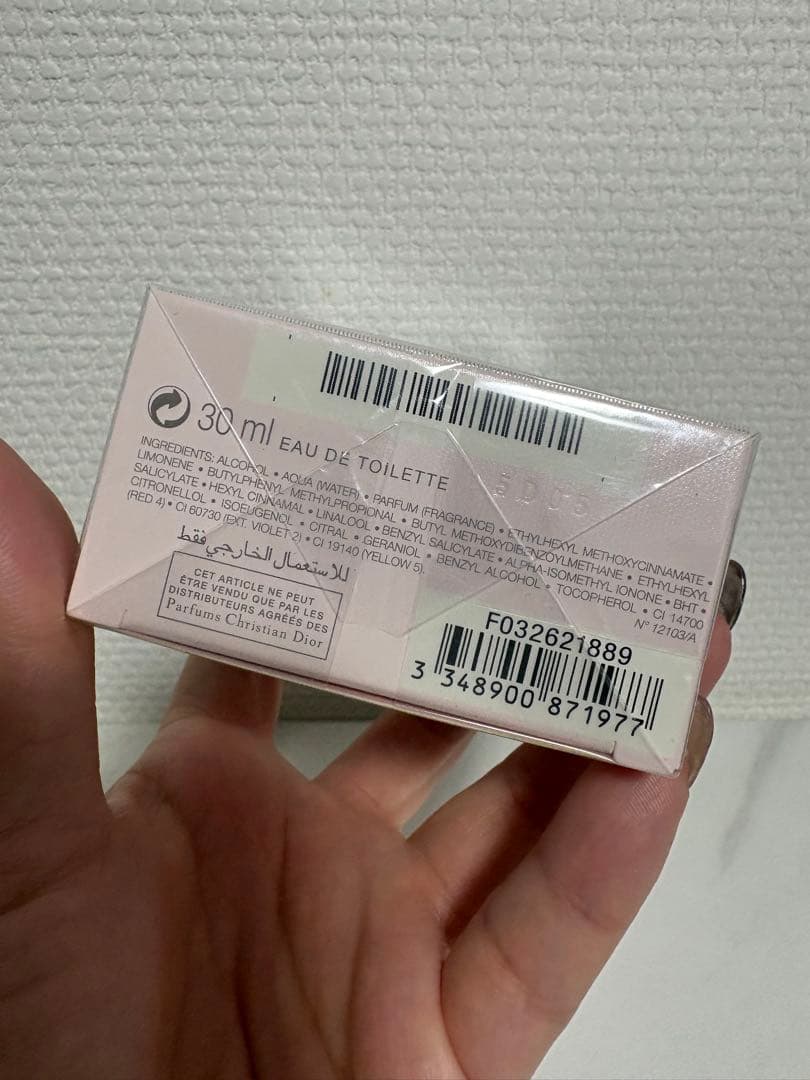 30 ml EAU DE TOILETTE
INGREDIENTS: ALCOHOL • AQUA (WATER) • PARFUM (FRAGRANCE) • ETHYLHEXYL METHOXYCINNAMATE •
LIMONENE • BUTYLPHENYL METHYLPROPIONAL • BUTYL METHOXYDIBENZOYLMETHANE • ETHYLHEXYL
SALICYLATE • HEXYL CINNAMAL • LINALOOL • BENZYL SALICYLATE • ALPHA-ISOMETHYL IONONE • BHT •
CITRONELLOL • ISOEUGENOL • CITRAL • GERANIOL • BENZYL ALCOHOL • TOCOPHEROL • CI 14700
(RED 4) • CI 60730 (EXT. VIOLET 2) • CI 19140 (YELLOW 5).
N° 12103/A
للاستعمال الخارجي فقط
CET ARTICLE NE PEUT
ÊTRE VENDU QUE PAR LES
DISTRIBUTEURS AGRÉÉS DES
Parfums Christian Dior
F032621889
3 348900 871977